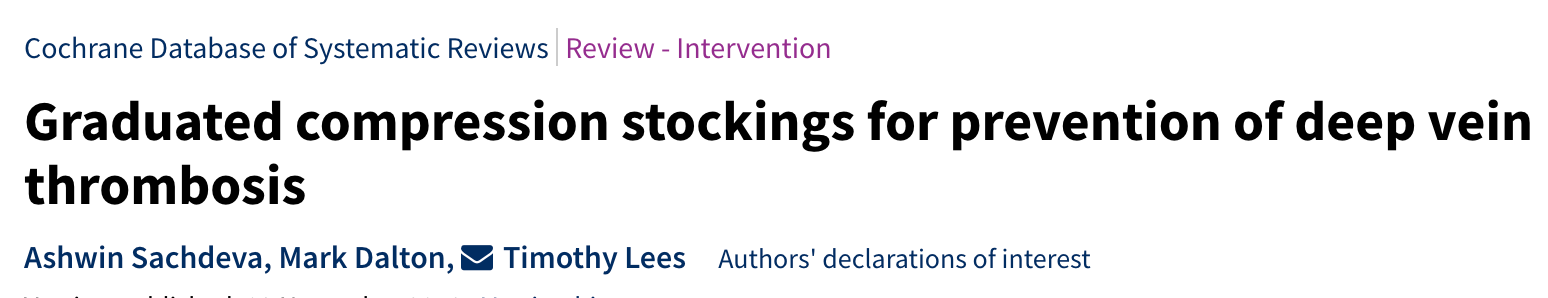 Cochrane Database of Systematic Reviews Review - Intervention
Graduated compression stockings for prevention of deep vein
thrombosis
Ashwin Sachdeva, Mark Dalton, Timothy Lees Authors' declarations of interest